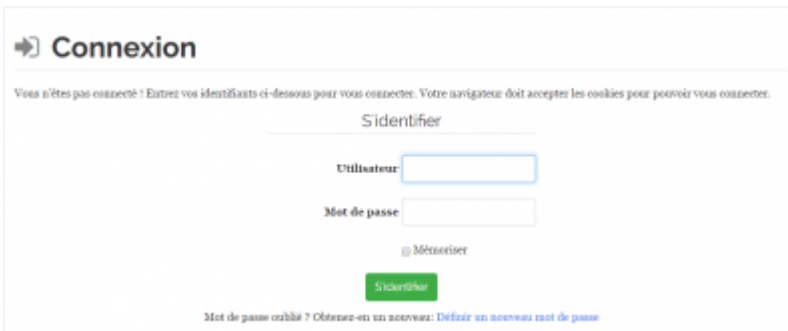 Connexion
Vous n'êtes pas connecté ! Entrez vos identifiants ci-dessous pour vous connecter. Votre navigateur doit accepter les cookies pour pouvoir vous connecter.
S'identifier
Utilisateur
Mot de passe
Mémoriser
S'identifier
Mot de passe oublié ? Obtenez-en un nouveau: Définir un nouveau mot de passe